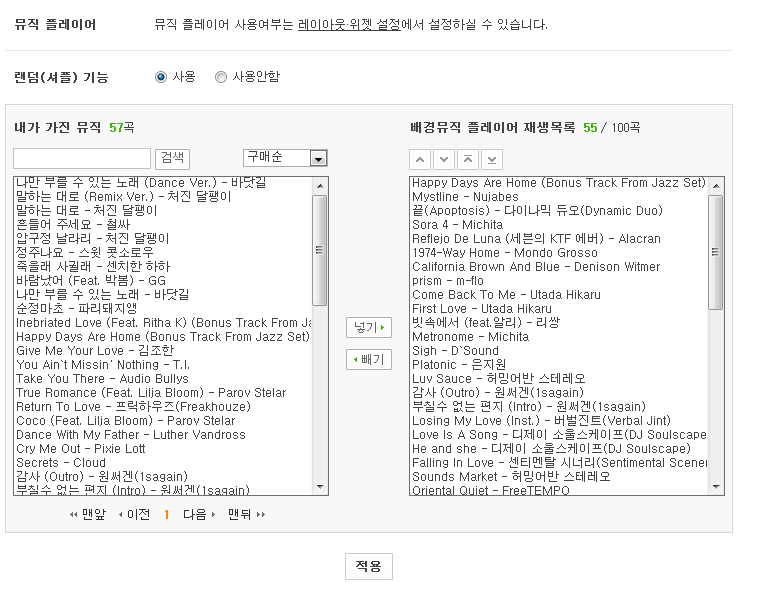 뮤직 플레이어
뮤직 플레이어 사용여부는 레이아웃·위젯 설정에서 설정하실 수 있습니다.
랜덤(셔플) 기능
사용
사용안함
내가 가진 뮤직 57곡
검색
구매순
나만 부를 수 있는 노래 (Dance Ver.) - 바닷길
말하는 대로 (Remix Ver.) - 처진 달팽이
말하는 대로 - 처진 달팽이
흔들어 주세요 - 철싸
압구정 날라리 - 처진 달팽이
정주나요 - 스윗 콧소로우
죽을래 사귈래 - 센치한 하하
바람났어 (Feat. 박봄) - GG
나만 부를 수 있는 노래 - 바닷길
순정마초 - 파리돼지앵
Inebriated Love (Feat. Ritha K) (Bonus Track From Ja
Happy Days Are Home (Bonus Track From Jazz Set)
Give Me Your Love - 김조한
You Ain`t Missin' Nothing - T.I.
Take You There - Audio Bullys
True Romance (Feat. Lilja Bloom) - Parov Stelar
Return To Love - 프럭하우즈(Freakhouze)
Coco (Feat. Lilja Bloom) - Parov Stelar
Dance With My Father - Luther Vandross
Cry Me Out - Pixie Lott
Secrets - Cloud
감사 (Outro) - 원써겐(1sagain)
부칠수 없는 편지 (Intro) - 원써겐(1sagain)
맨앞 이전 1 다음 맨뒤
넣기
빼기
배경뮤직 플레이어 재생목록 55 / 100곡
Happy Days Are Home (Bonus Track From Jazz Set)
Mystline - Nujabes
끝(Apoptosis) - 다이나믹 듀오(Dynamic Duo)
Sora 4 - Michita
Reflejo De Luna (세븐의 KTF 에버) - Alacran
1974-Way Home - Mondo Grosso
California Brown And Blue - Denison Witmer
prism - m-flo
Come Back To Me - Utada Hikaru
First Love - Utada Hikaru
빗속에서 (feat.알리) - 리쌍
Metronome - Michita
Sigh - D`Sound
Platonic - 은지원
Luv Sauce - 허밍어반 스테레오
감사 (Outro) - 원써겐(1sagain)
부칠수 없는 편지 (Intro) - 원써겐(1sagain)
Losing My Love (Inst.) - 버벌진트(Verbal Jint)
Love Is A Song - 디제이 소울스케이프(DJ Soulscape
He and she - 디제이 소울스케이프(DJ Soulscape)
Falling In Love - 센티멘탈 시너리(Sentimental Scener
Sounds Market - 허밍어반 스테레오
Oriental Quiet - FreeTEMPO
적용